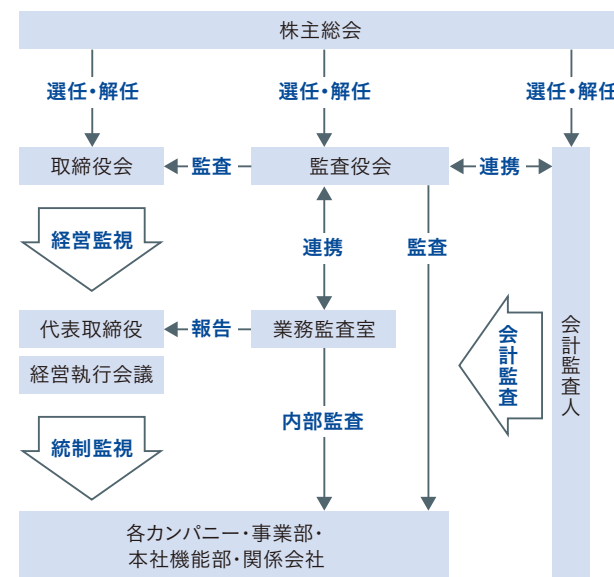 株主総会
選任・解任
選任・解任
選任・解任
取締役会
監査
監査役会
連携
経営監視
連携
監査
代表取締役
報告
業務監査室
経営執行会議
会計監査
会計監査人
統制監視
内部監査
各カンパニー・事業部・
本社機能部・関係会社